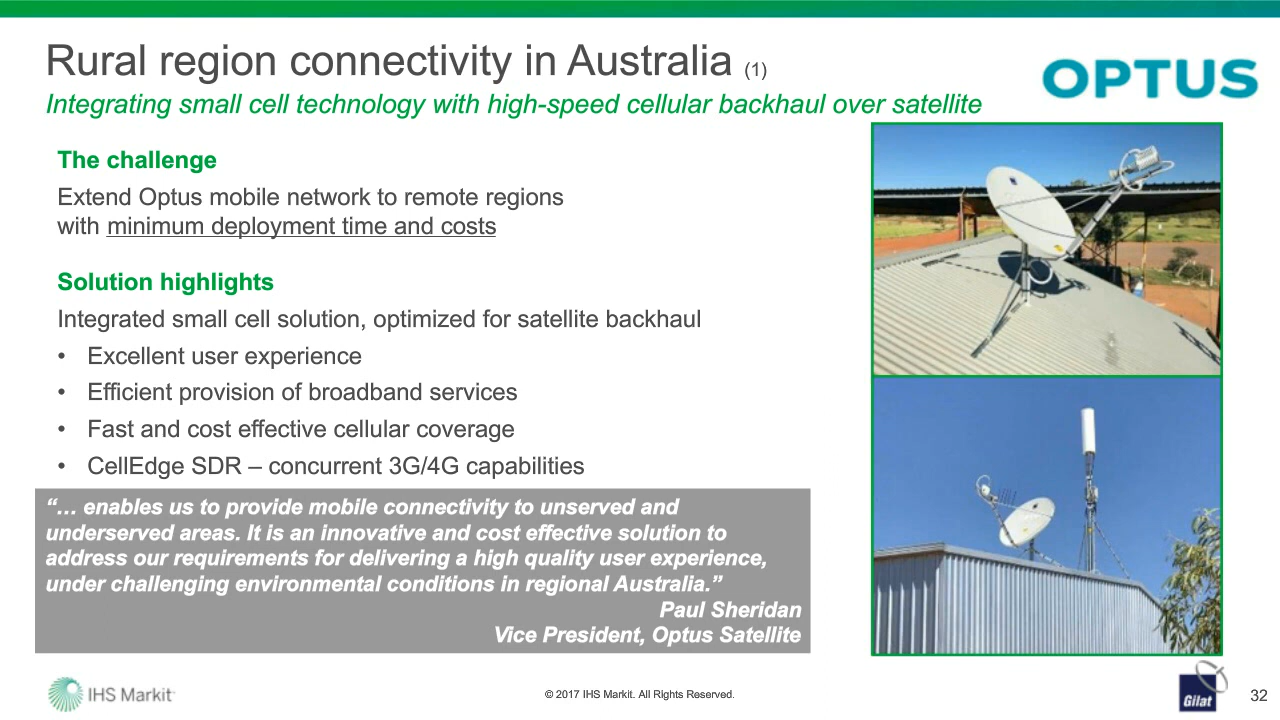 Rural region connectivity in Australia (1)
Integrating small cell technology with high-speed cellular backhaul over satellite
OPTUS
The challenge
Extend Optus mobile network to remote regions
with minimum deployment time and costs
Solution highlights
Integrated small cell solution, optimized for satellite backhaul
• Excellent user experience
• Efficient provision of broadband services
• Fast and cost effective cellular coverage
• CellEdge SDR – concurrent 3G/4G capabilities
“… enables us to provide mobile connectivity to unserved and
underserved areas. It is an innovative and cost effective solution to
address our requirements for delivering a high quality user experience,
under challenging environmental conditions in regional Australia.”
Paul Sheridan
Vice President, Optus Satellite
IHS Markit
© 2017 IHS Markit. All Rights Reserved.
Gilat
32